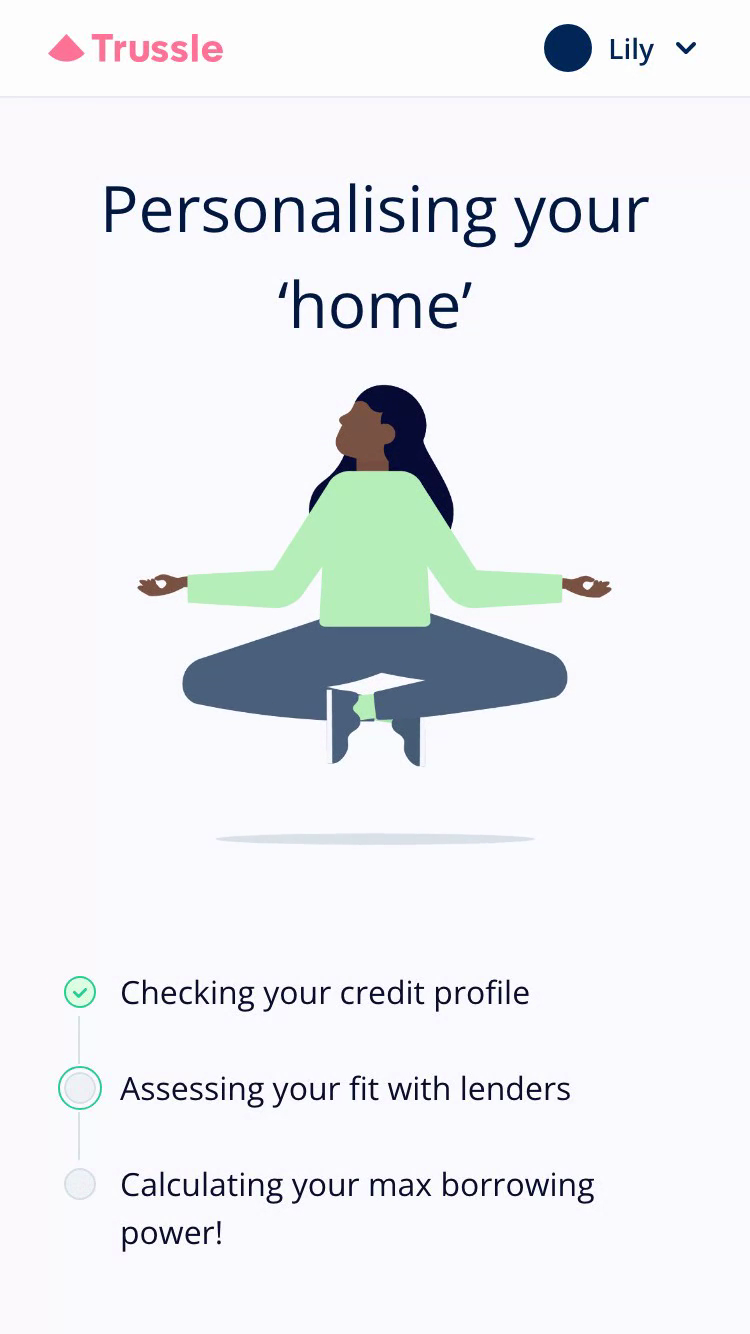 Trussle
Lily
Personalising your
‘home’
Checking your credit profile
Assessing your fit with lenders
Calculating your max borrowing
power!